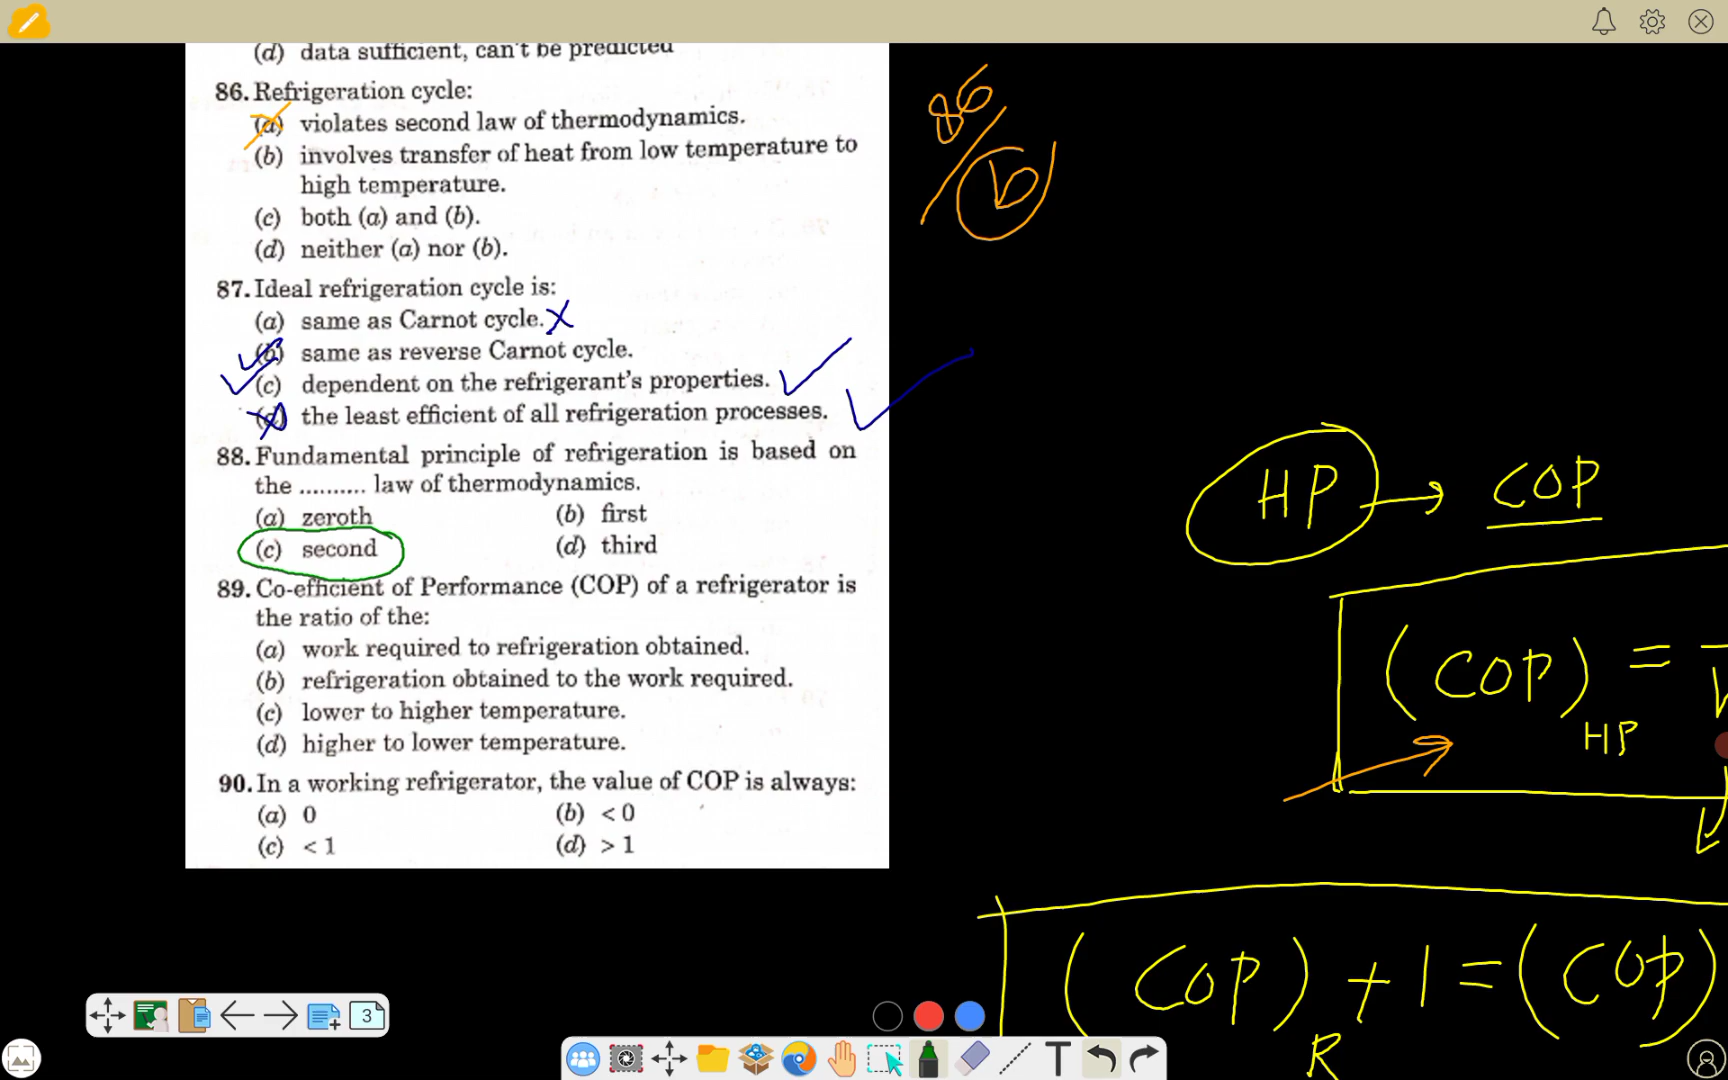 (d) data sufficient, can't be predicted
86. Refrigeration cycle:
(a) violates second law of thermodynamics.
(b) involves transfer of heat from low temperature to
high temperature.
(c) both (a) and (b).
(d) neither (a) nor (b).
87. Ideal refrigeration cycle is:
(a) same as Carnot cycle.
(b) same as reverse Carnot cycle.
(c) dependent on the refrigerant's properties.
(d) the least efficient of all refrigeration processes.
88. Fundamental principle of refrigeration is based on
the .......... law of thermodynamics.
(a) zeroth (b) first
(c) second (d) third
89. Co-efficient of Performance (COP) of a refrigerator is
the ratio of the:
(a) work required to refrigeration obtained.
(b) refrigeration obtained to the work required.
(c) lower to higher temperature.
(d) higher to lower temperature.
90. In a working refrigerator, the value of COP is always:
(a) 0 (b) < 0
(c) < 1 (d) > 1
86
b
HP → COP
(COP)HP =
(COP)R + 1 = (COP)
3
T